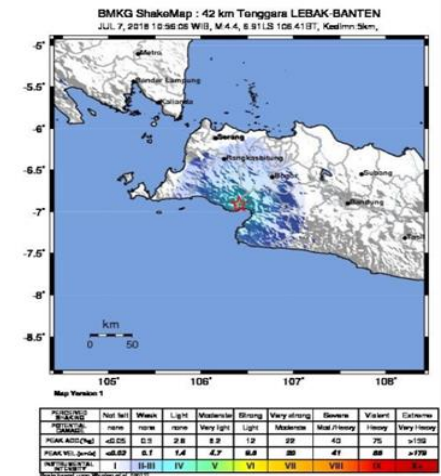 BMKG ShakeMap : 42 km Tenggara LEBAK-BANTEN
JUL 7, 2018 10:56:06 WIB, M:4.4, 6.91LS 106.41BT, Kedlmn:5km,
-5°
Metro
Bandar Lampung
-5.5°
Kalianda
-6°
Serang
Rangkasbitung
-6.5°
Bogor
Subang
-7°
Bandung
Tasik
-7.5°
-8°
km
0 50
-8.5°
105° 106° 107° 108°
Map Version 1
PERCEIVED SHAKING Not felt Weak Light Moderate Strong Very strong Severe Violent Extreme
POTENTIAL DAMAGE none none none Very light Light Moderate Mod./Heavy Heavy Very Heavy
PEAK ACC.(%g) <0.05 0.3 2.8 6.2 12 22 40 75 >139
PEAK VEL.(cm/s) <0.02 0.1 1.4 4.7 9.6 20 41 86 >178
INSTRUMENTAL INTENSITY I II-III IV V VI VII VIII IX